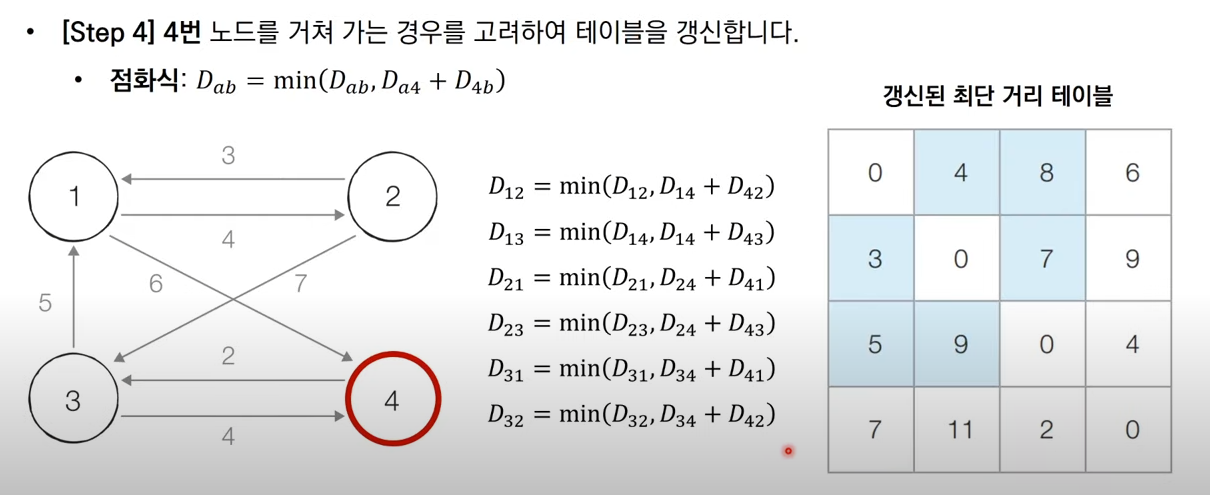 • [Step 4] 4번 노드를 거쳐 가는 경우를 고려하여 테이블을 갱신합니다.
• 점화식: D_{ab} = min(D_{ab}, D_{a4} + D_{4b})
갱신된 최단 거리 테이블
1 3 2
4
6 7
5
3 2 4
4
D_{12} = min(D_{12}, D_{14} + D_{42})
D_{13} = min(D_{14}, D_{14} + D_{43})
D_{21} = min(D_{21}, D_{24} + D_{41})
D_{23} = min(D_{23}, D_{24} + D_{43})
D_{31} = min(D_{31}, D_{34} + D_{41})
D_{32} = min(D_{32}, D_{34} + D_{42})
0 4 8 6
3 0 7 9
5 9 0 4
7 11 2 0